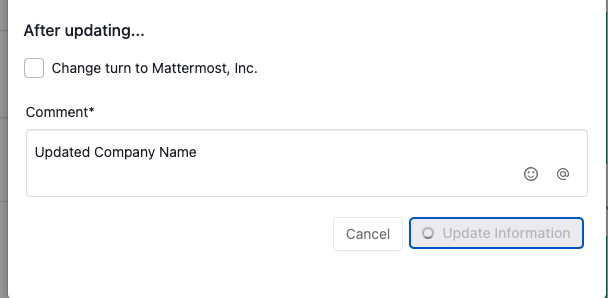 After updating...
Change turn to Mattermost, Inc.
Comment*
Updated Company Name
@
Cancel
Update Information